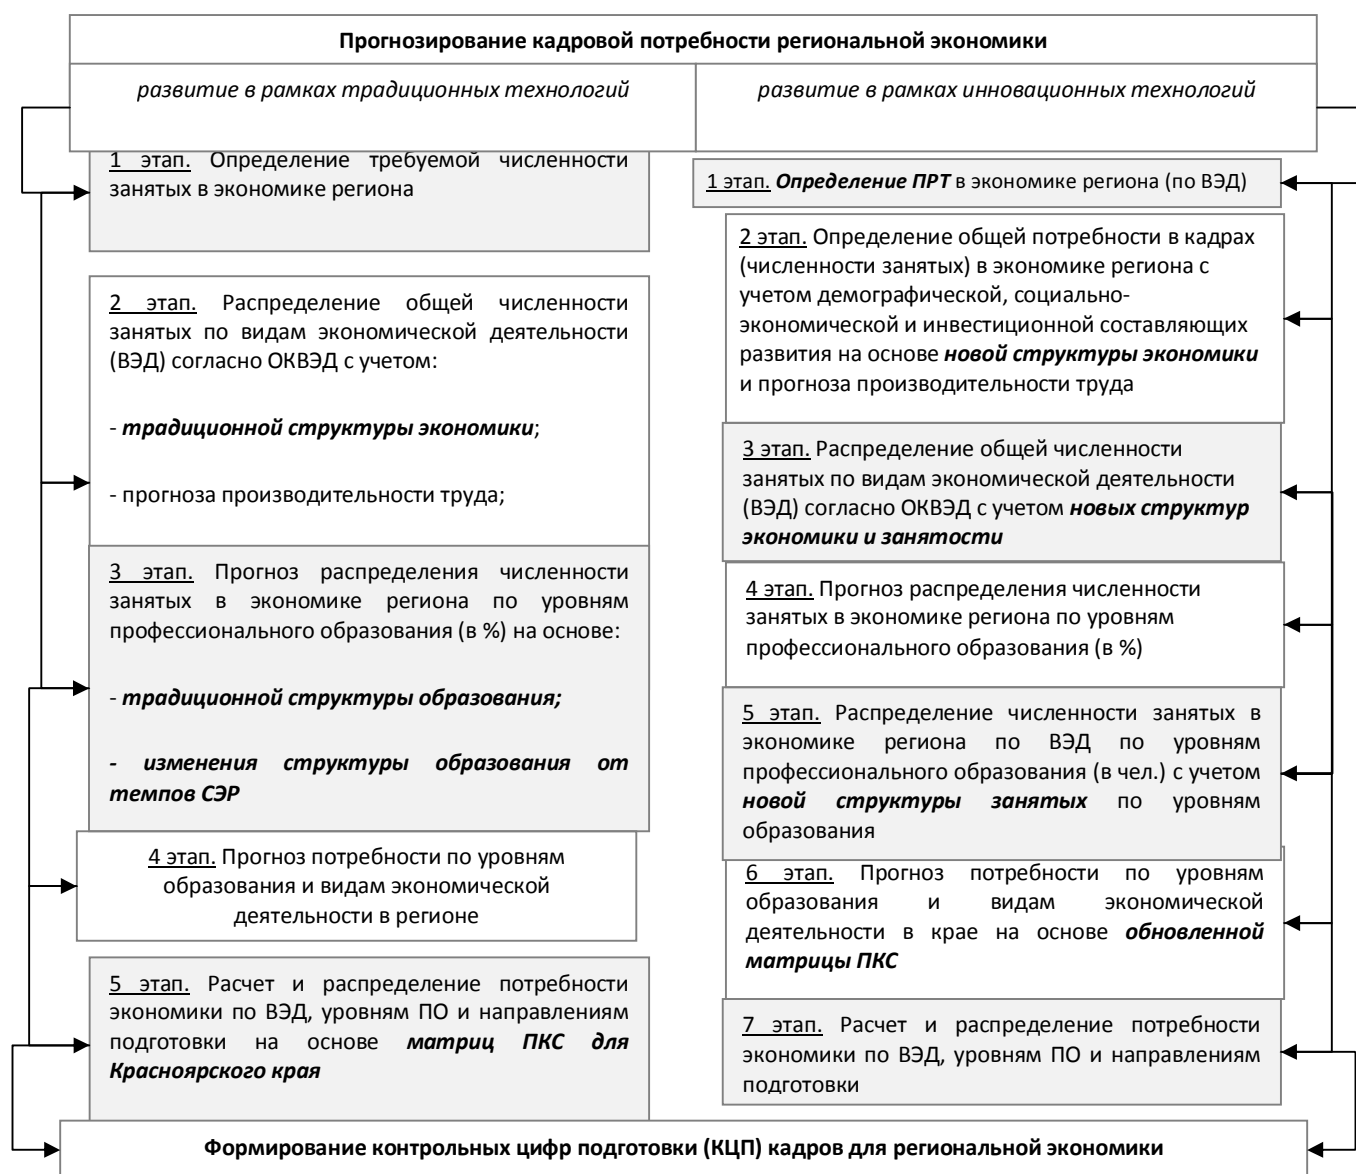 Прогнозирование кадровой потребности региональной экономики
развитие в рамках традиционных технологий
развитие в рамках инновационных технологий
1 этап. Определение требуемой численности
занятых в экономике региона
2 этап. Распределение общей численности
занятых по видам экономической деятельности
(ВЭД) согласно ОКВЭД с учетом:
- традиционной структуры экономики;
- прогноза производительности труда;
3 этап. Прогноз распределения численности
занятых в экономике региона по уровням
профессионального образования (в %) на основе:
- традиционной структуры образования;
- изменения структуры образования от
темпов СЭР
4 этап. Прогноз потребности по уровням
образования и видам экономической
деятельности в регионе
5 этап. Расчет и распределение потребности
экономики по ВЭД, уровням ПО и направлениям
подготовки на основе матриц ПКС для
Красноярского края
1 этап. Определение ПРТ в экономике региона (по ВЭД)
2 этап. Определение общей потребности в кадрах
(численности занятых) в экономике региона с
учетом демографической, социально-
экономической и инвестиционной составляющих
развития на основе новой структуры экономики
и прогноза производительности труда
3 этап. Распределение общей численности
занятых по видам экономической деятельности
(ВЭД) согласно ОКВЭД с учетом новых структур
экономики и занятости
4 этап. Прогноз распределения численности
занятых в экономике региона по уровням
профессионального образования (в %)
5 этап. Распределение численности занятых в
экономике региона по ВЭД по уровням
профессионального образования (в чел.) с учетом
новой структуры занятых по уровням
образования
6 этап. Прогноз потребности по уровням
образования и видам экономической
деятельности в крае на основе обновленной
матрицы ПКС
7 этап. Расчет и распределение потребности
экономики по ВЭД, уровням ПО и направлениям
подготовки
Формирование контрольных цифр подготовки (КЦП) кадров для региональной экономики